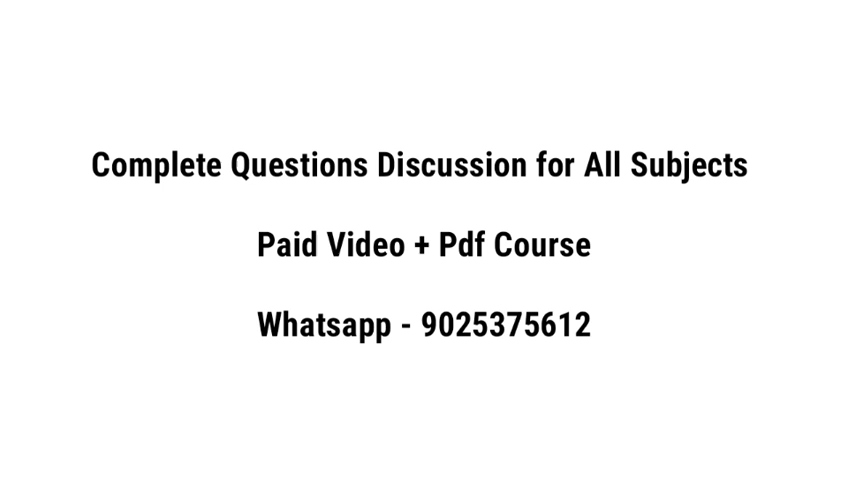 Complete Questions Discussion for All Subjects
Paid Video + Pdf Course
Whatsapp - 9025375612